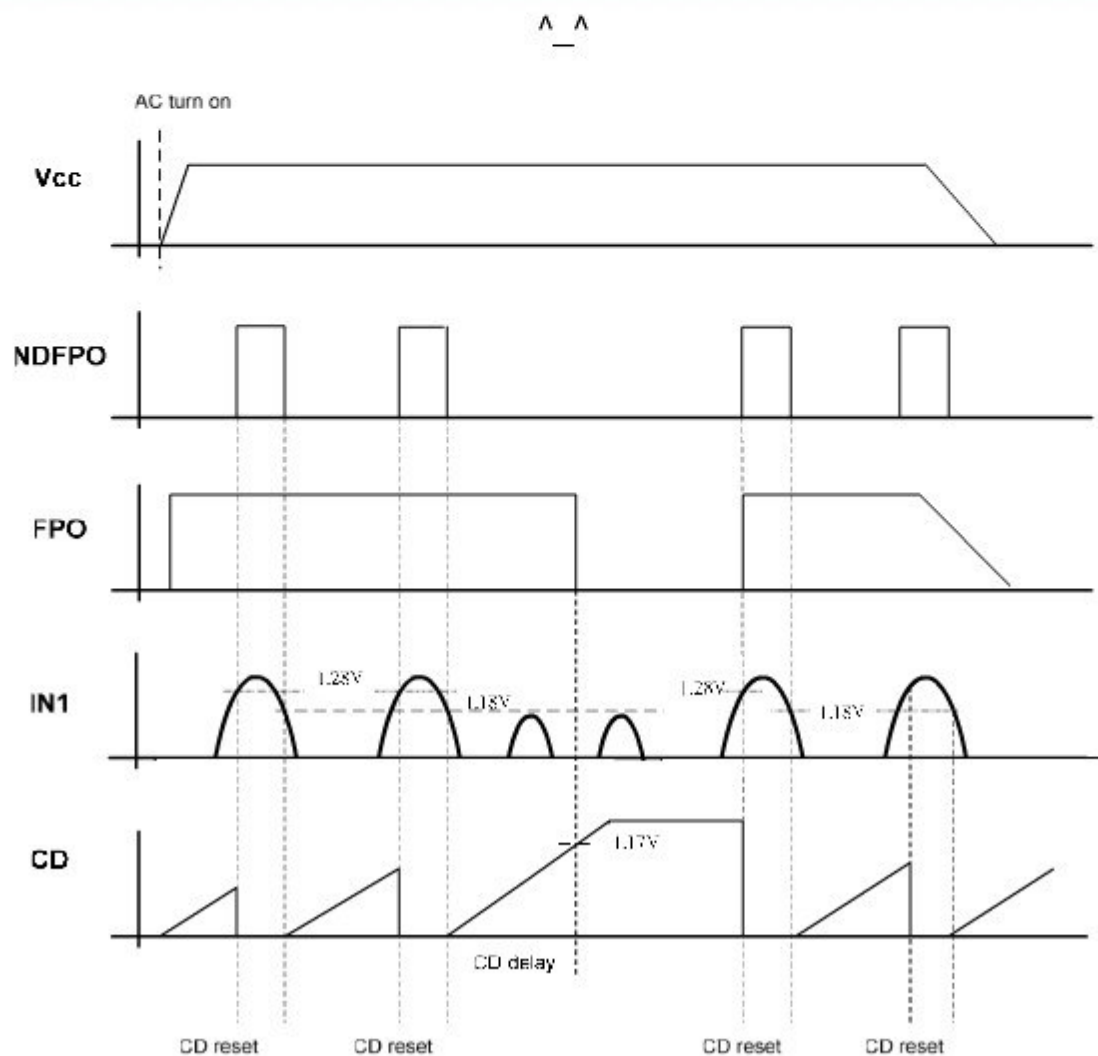 ^_^
AC turn on
Vcc
NDFPO
FPO
IN1
1.28V
1.18V
1.28V
1.18V
CD
1.17V
CD delay
CD reset CD reset CD reset CD reset